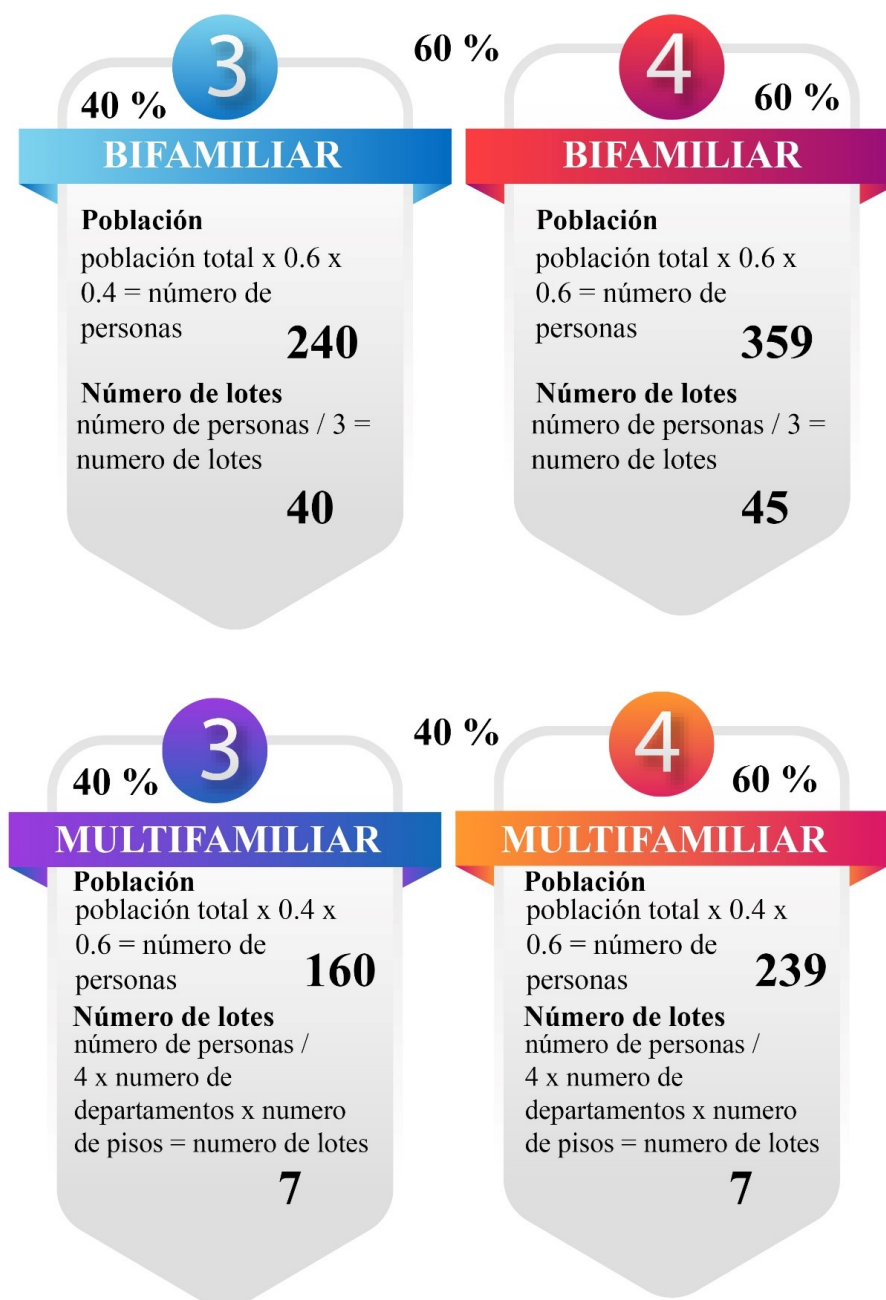 60 %
3
40 %
BIFAMILIAR
Población
población total x 0.6 x
0.4 = número de
personas
240
Número de lotes
número de personas / 3 =
numero de lotes
40
4
60 %
BIFAMILIAR
Población
población total x 0.6 x
0.6 = número de
personas
359
Número de lotes
número de personas / 3 =
numero de lotes
45
40 %
3
40 %
MULTIFAMILIAR
Población
población total x 0.4 x
0.6 = número de
personas
160
Número de lotes
número de personas /
4 x numero de
departamentos x numero
de pisos = numero de lotes
7
4
60 %
MULTIFAMILIAR
Población
población total x 0.4 x
0.6 = número de
personas
239
Número de lotes
número de personas /
4 x numero de
departamentos x numero
de pisos = numero de lotes
7